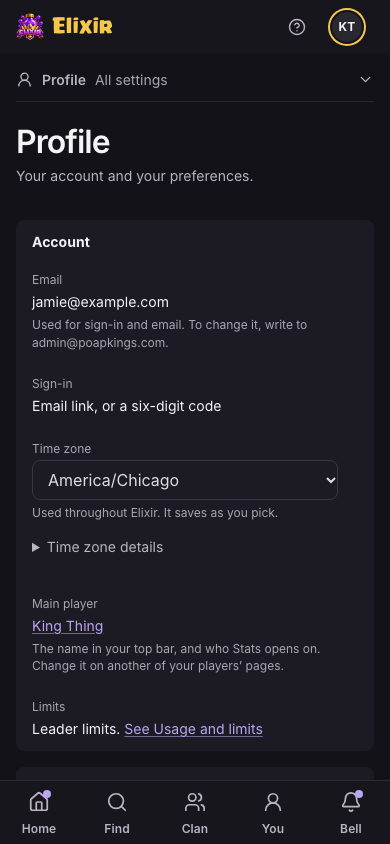 Elixir
KT
Profile All settings
Profile
Your account and your preferences.
Account
Email
jamie@example.com
Used for sign-in and email. To change it, write to
admin@poapkings.com.
Sign-in
Email link, or a six-digit code
Time zone
America/Chicago
Used throughout Elixir. It saves as you pick.
Time zone details
Main player
King Thing
The name in your top bar, and who Stats opens on.
Change it on another of your players’ pages.
Limits
Leader limits. See Usage and limits
Home Find Clan You Bell